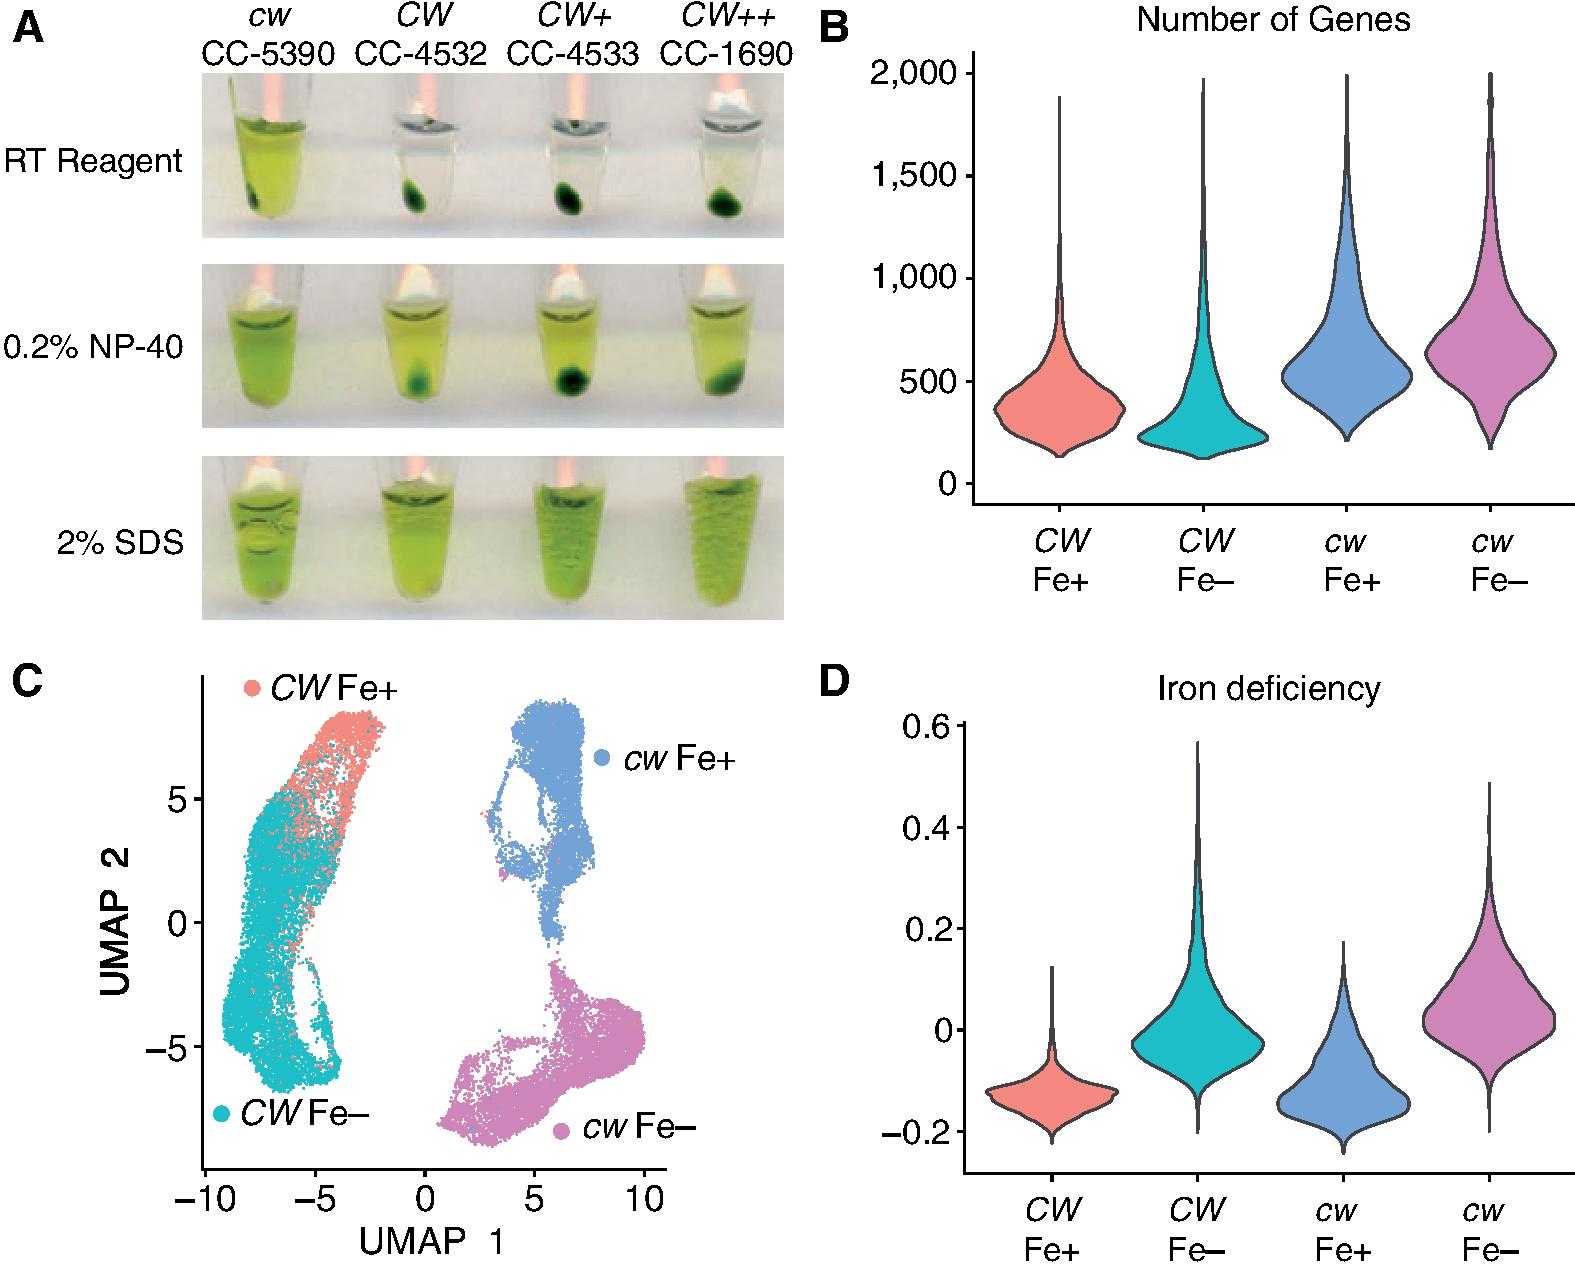 A
cw CW CW+ CW++
CC-5390 CC-4532 CC-4533 CC-1690
RT Reagent
0.2% NP-40
2% SDS
B
Number of Genes
2,000
1,500
1,000
500
0
CW CW cw cw
Fe+ Fe– Fe+ Fe–
C
CW Fe+
cw Fe+
CW Fe–
cw Fe–
UMAP 2
5
0
–5
–10 –5 0 5 10
UMAP 1
D
Iron deficiency
0.6
0.4
0.2
0
–0.2
CW CW cw cw
Fe+ Fe– Fe+ Fe–